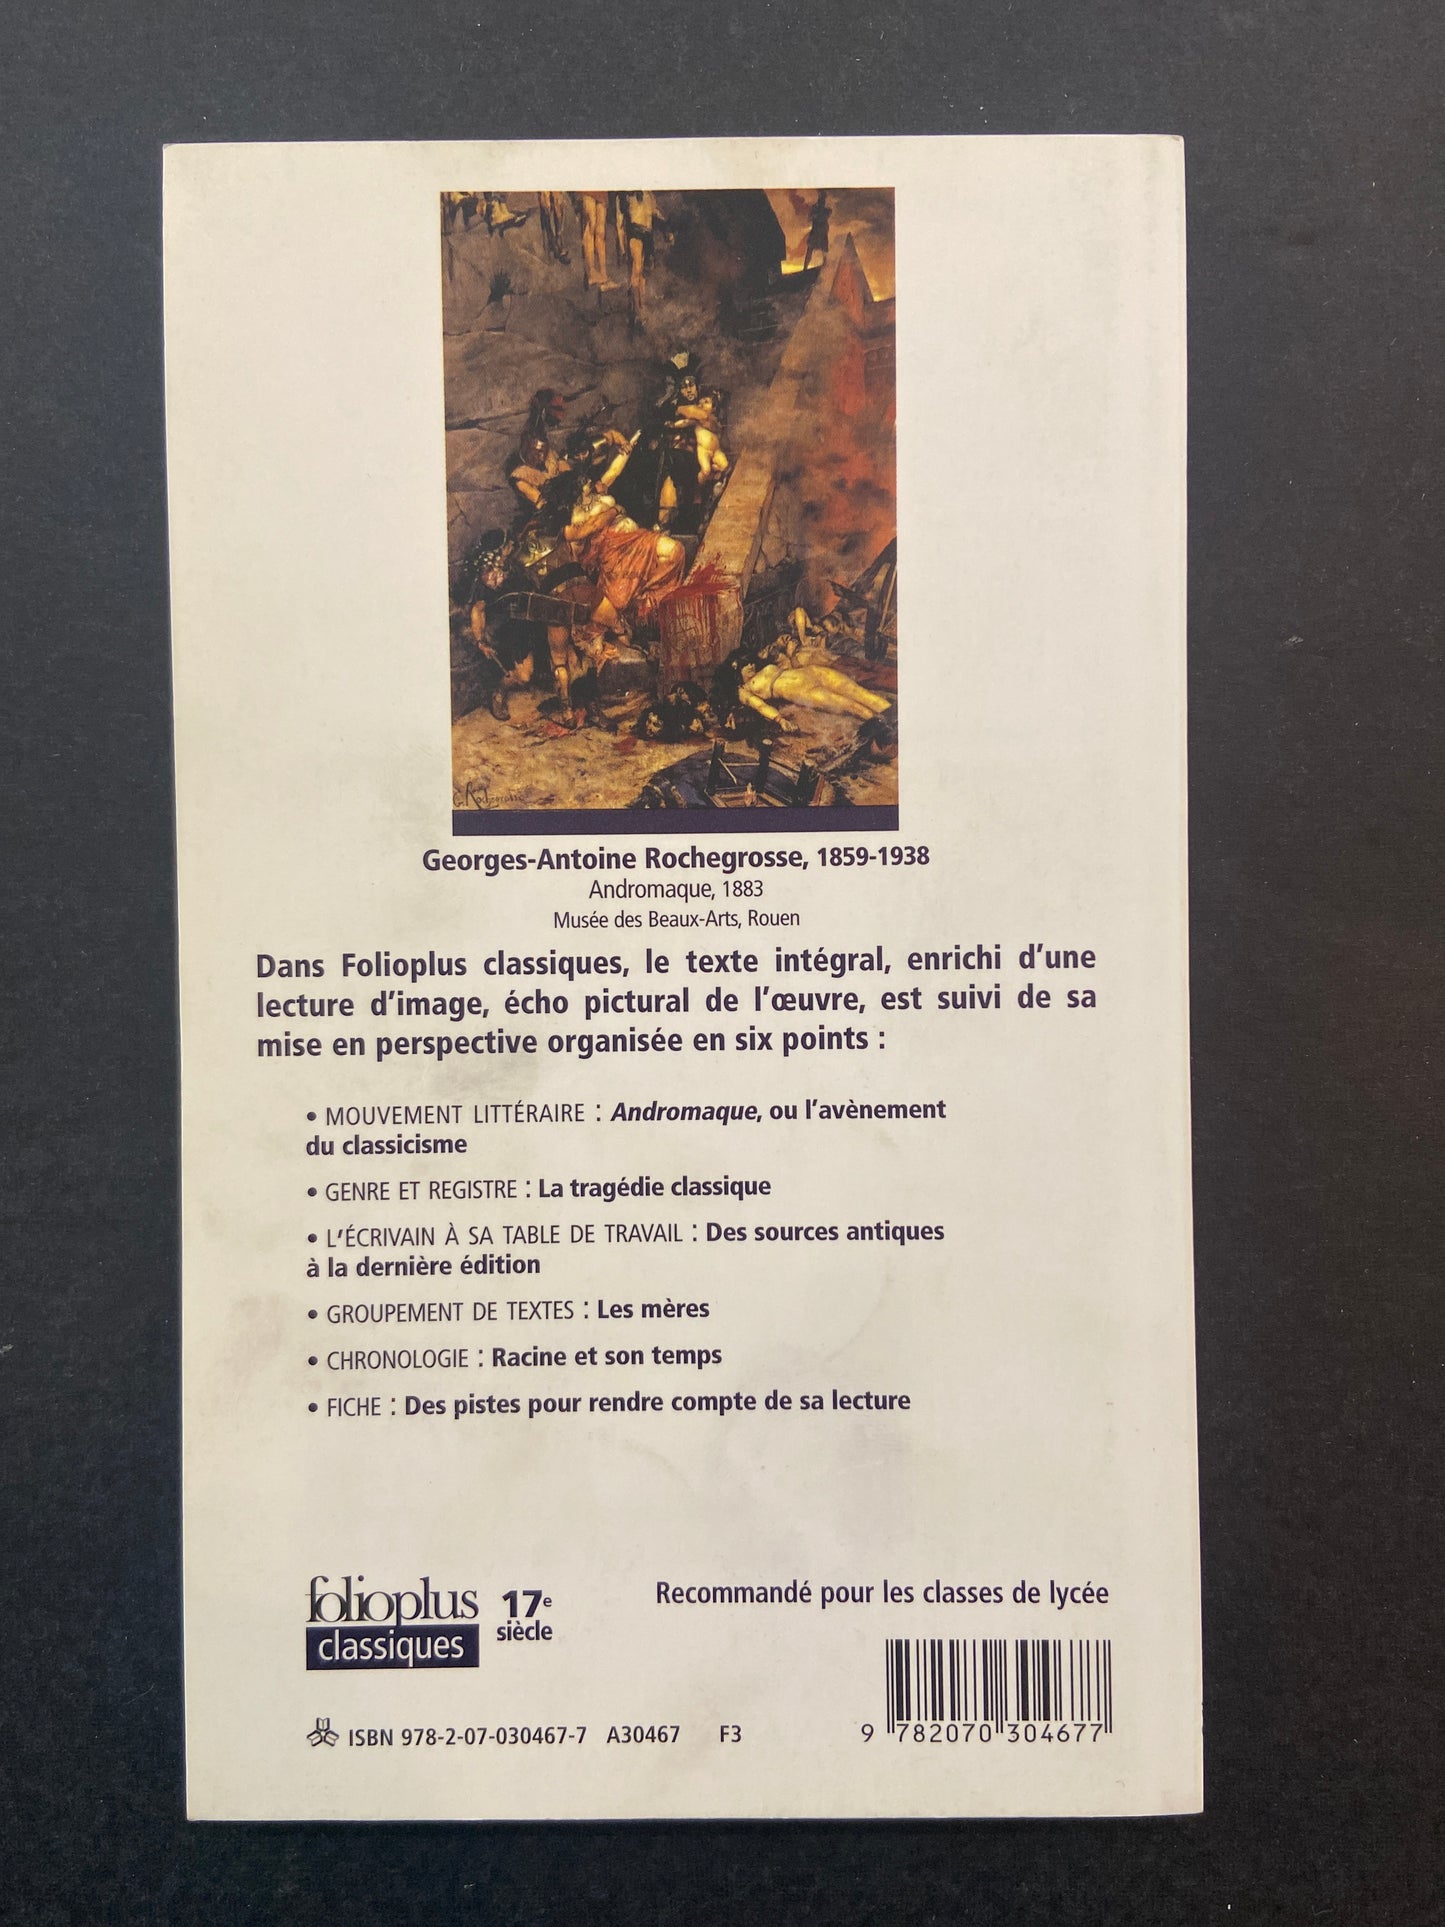 G. Rochegrosse
Georges-Antoine Rochegrosse, 1859-1938
Andromaque, 1883
Musée des Beaux-Arts, Rouen
Dans Folioplus classiques, le texte intégral, enrichi d’une
lecture d’image, écho pictural de l’œuvre, est suivi de sa
mise en perspective organisée en six points :
• MOUVEMENT LITTÉRAIRE : Andromaque, ou l’avènement
du classicisme
• GENRE ET REGISTRE : La tragédie classique
• L’ÉCRIVAIN À SA TABLE DE TRAVAIL : Des sources antiques
à la dernière édition
• GROUPEMENT DE TEXTES : Les mères
• CHRONOLOGIE : Racine et son temps
• FICHE : Des pistes pour rendre compte de sa lecture
folioplus
classiques
17e
siècle
Recommandé pour les classes de lycée
ISBN 978-2-07-030467-7 A30467 F3
9 782070 304677